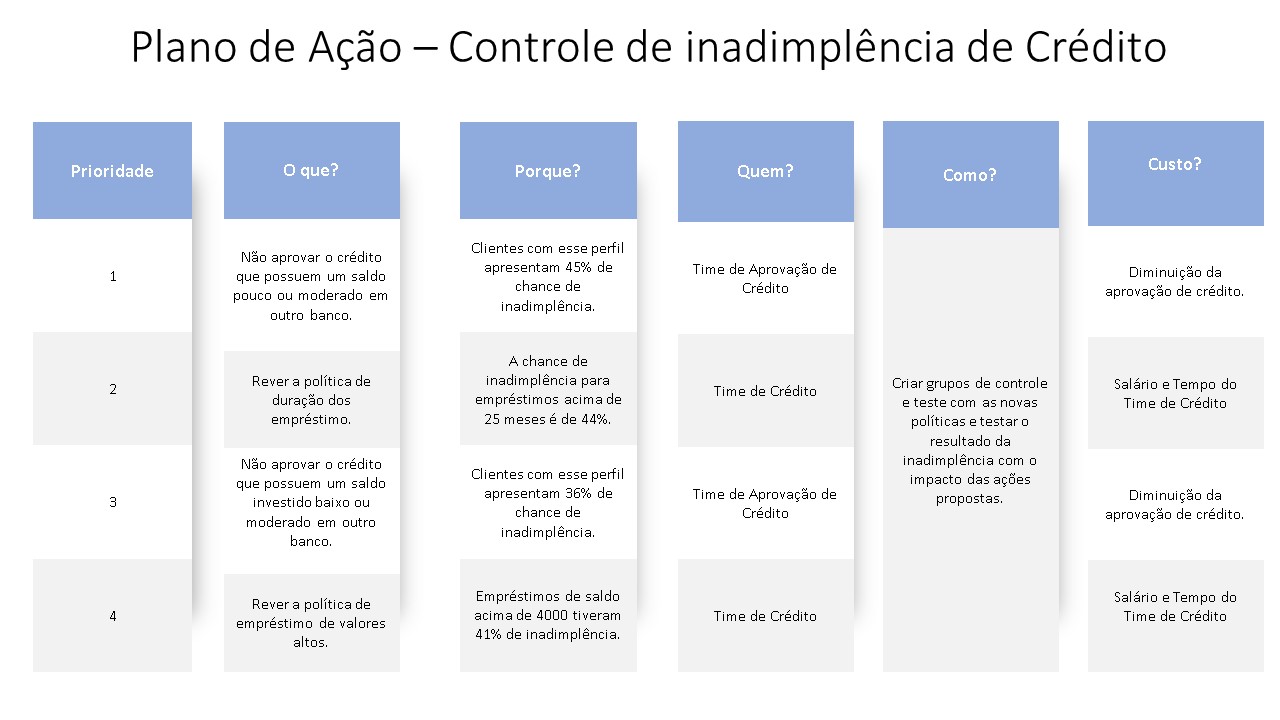 Plano de Ação – Controle de inadimplência de Crédito
Prioridade
O que?
Porque?
Quem?
Como?
Custo?
1
Não aprovar o crédito
que possuem um saldo
pouco ou moderado em
outro banco.
Clientes com esse perfil
apresentam 45% de
chance de
inadimplência.
Time de Aprovação de
Crédito
Diminuição da
aprovação de crédito.
2
Rever a política de
duração dos
empréstimo.
A chance de
inadimplência para
empréstimos acima de
25 meses é de 44%.
Time de Crédito
Criar grupos de controle
e teste com as novas
políticas e testar o
resultado da
inadimplência com o
impacto das ações
propostas.
Salário e Tempo do
Time de Crédito
3
Não aprovar o crédito
que possuem um saldo
investido baixo ou
moderado em outro
banco.
Clientes com esse perfil
apresentam 36% de
chance de
inadimplência.
Time de Aprovação de
Crédito
Diminuição da
aprovação de crédito.
4
Rever a política de
empréstimo de valores
altos.
Empréstimos de saldo
acima de 4000 tiveram
41% de inadimplência.
Time de Crédito
Salário e Tempo do
Time de Crédito